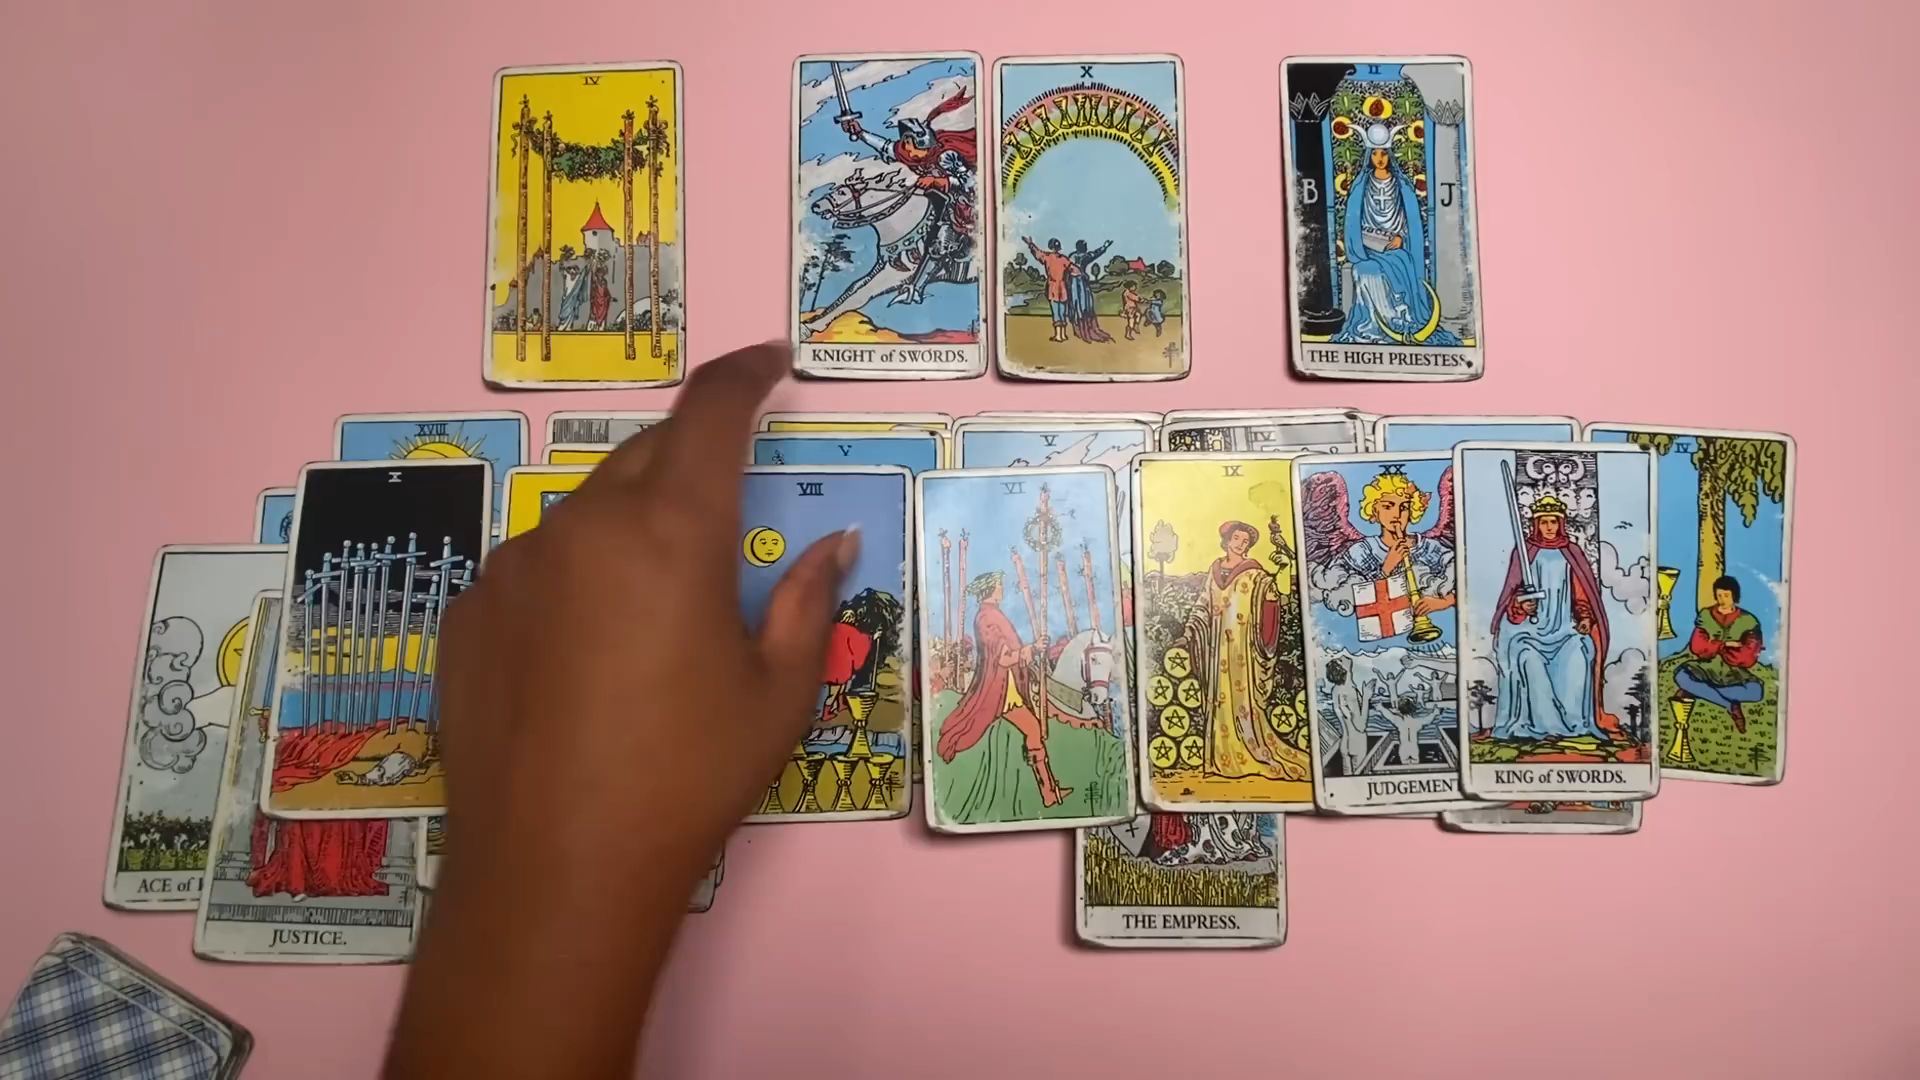 IV
X
II
B
J
KNIGHT of SWORDS.
THE HIGH PRIESTESS.
XVIII
V
V
IV
X
VIII
VI
IX
XX
IV
JUDGEMENT
KING of SWORDS.
ACE of
THE EMPRESS.
JUSTICE.